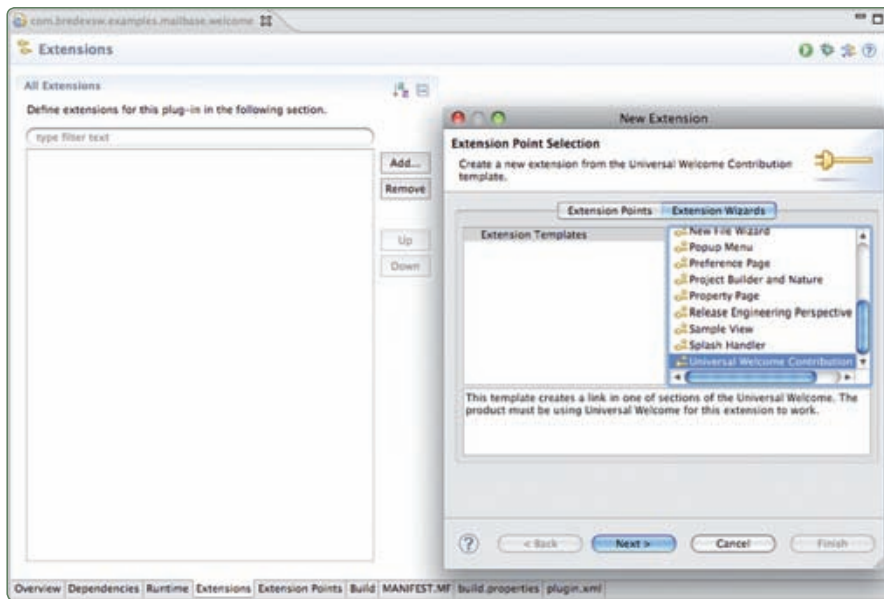 com.bredexsw.examples.mailbase.welcome
Extensions
All Extensions
Define extensions for this plug-in in the following section.
type filter text
Add...
Remove
Up
Down
New Extension
Extension Point Selection
Create a new extension from the Universal Welcome Contribution
template.
Extension Points Extension Wizards
Extension Templates
New File Wizard
Popup Menu
Preference Page
Project Builder and Nature
Property Page
Release Engineering Perspective
Sample View
Splash Handler
Universal Welcome Contribution
This template creates a link in one of sections of the Universal Welcome. The
product must be using Universal Welcome for this extension to work.
? < Back Next > Cancel Finish
Overview Dependencies Runtime Extensions Extension Points Build MANIFEST.MF build.properties plugin.xml